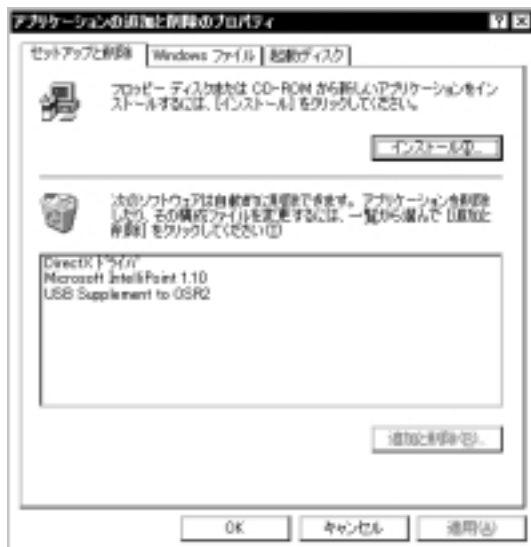 アプリケーションの追加と削除のプロパティ
セットアップと削除
Windows ファイル
起動ディスク
フロッピー ディスクまたは CD-ROM から新しいアプリケーションをイン
ストールするには、[インストール] をクリックしてください。
インストール(I)...
次のソフトウェアは自動的に削除できます。アプリケーションを削除
したり、その構成ファイルを変更するには、一覧から選んで [追加と
削除] をクリックしてください(T)
DirectX ドライバ
Microsoft IntelliPoint 1.10
USB Supplement to OSR2
追加と削除(R)...
OK
キャンセル
適用(A)